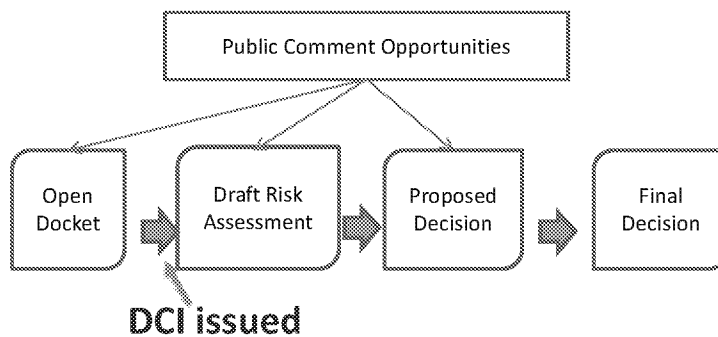 Public Comment Opportunities
Open
Docket
Draft Risk
Assessment
Proposed
Decision
Final
Decision
DCI issued